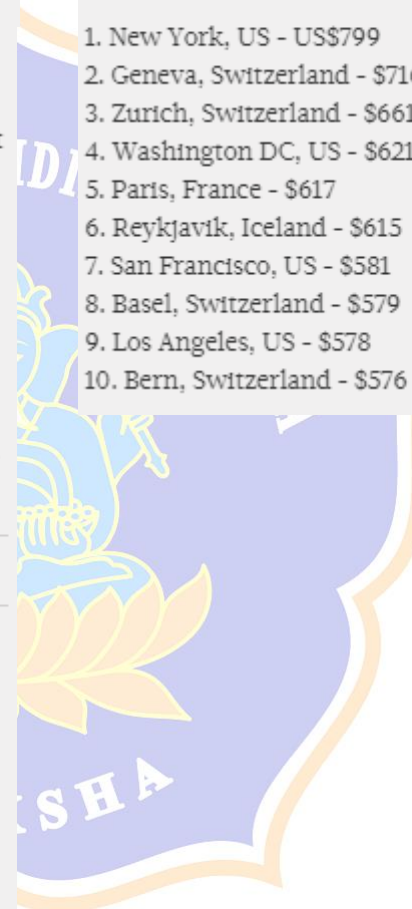 1. New York, US - US$799
2. Geneva, Switzerland - $716
3. Zurich, Switzerland - $661
4. Washington DC, US - $621
5. Paris, France - $617
6. Reykjavik, Iceland - $615
7. San Francisco, US - $581
8. Basel, Switzerland - $579
9. Los Angeles, US - $578
10. Bern, Switzerland - $576